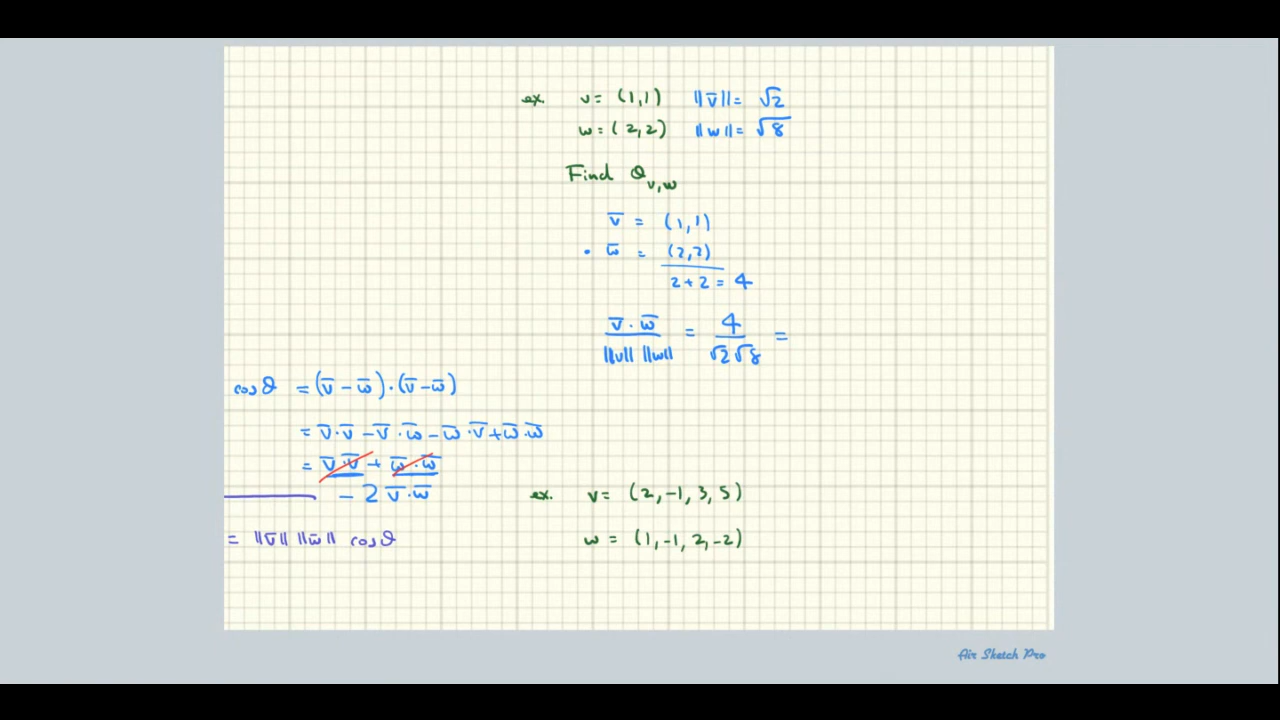 ex. v = (1,1) ||v̅|| = √2
w = (2,2) ||w|| = √8
Find θ_v,w
v̅ = (1,1)
· w̅ = (2,2)
2 + 2 = 4
v̅ · w̅ / ||v|| ||w|| = 4 / √2 √8 =
cos θ = (v̅ − w̅) · (v̅ − w̅)
= v̅ · v̅ − v̅ · w̅ − w̅ · v̅ + w̅ · w̅
= v̅ · v̅ + w̅ · w̅
− 2 v̅ · w̅
= ||v̅|| ||w̅|| cos θ
ex. v = (2, -1, 3, 5)
w = (1, -1, 2, -2)
Air Sketch Pro